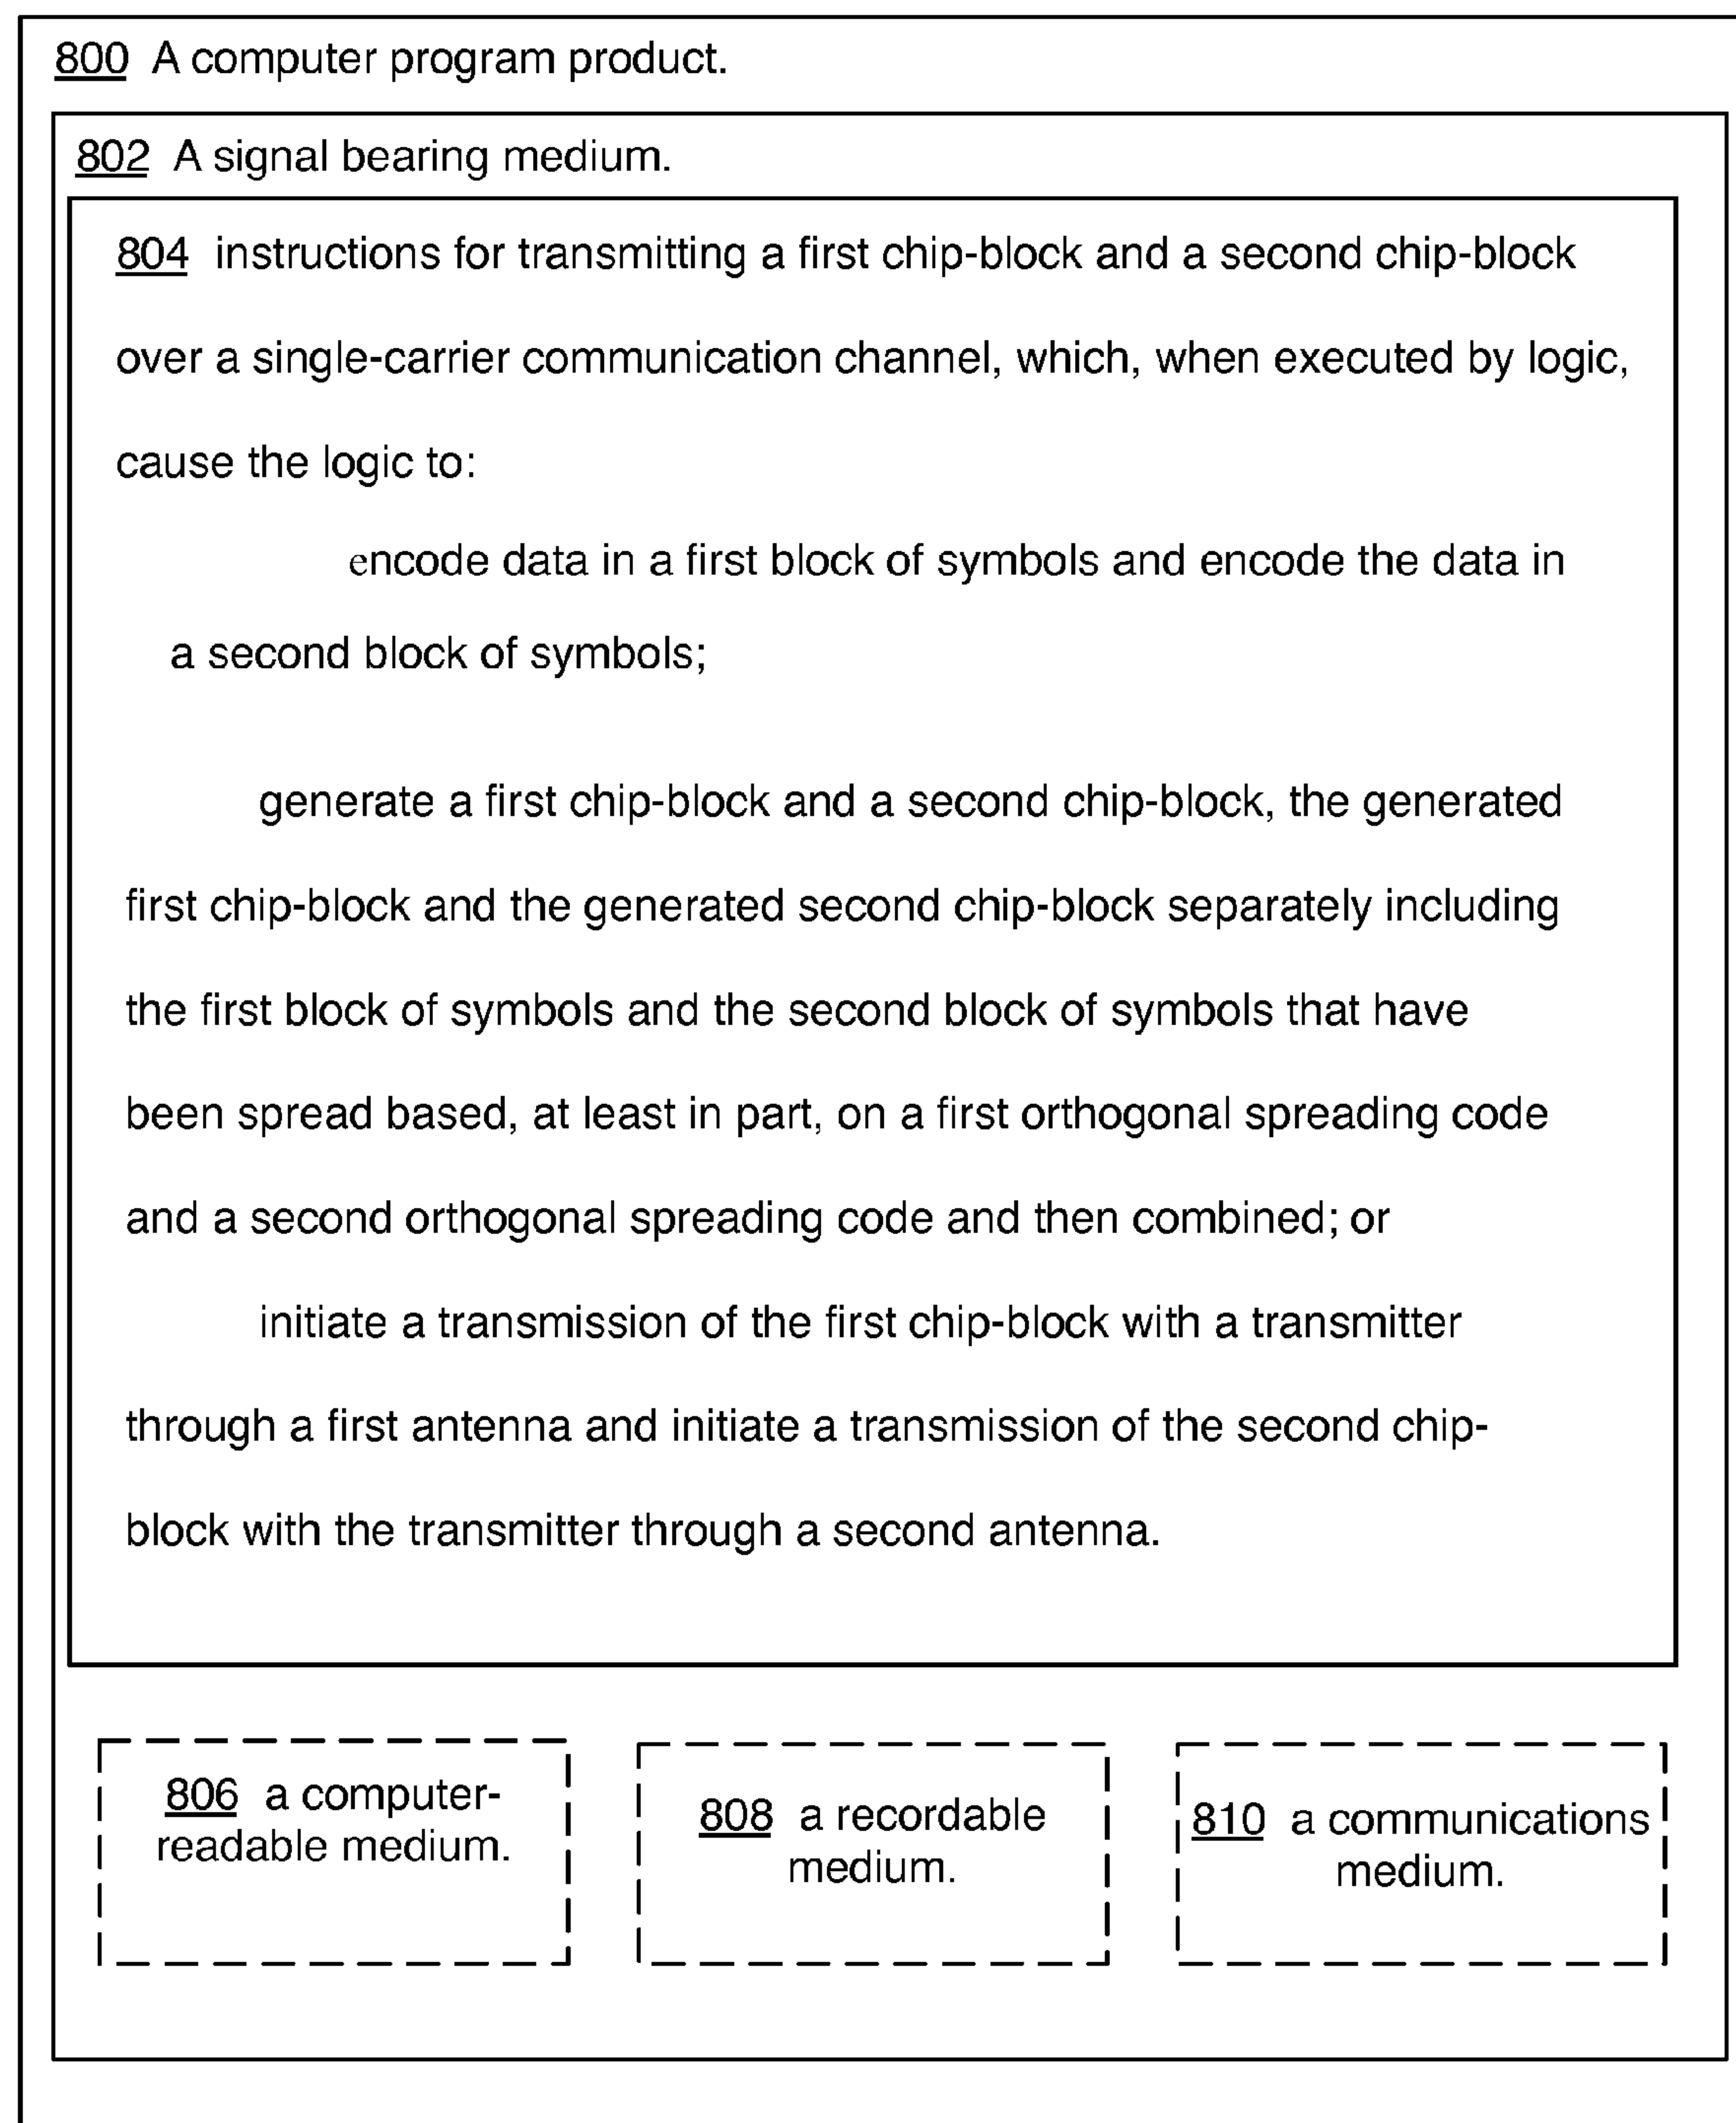 800 A computer program product.
802 A signal bearing medium.
804 instructions for transmitting a first chip-block and a second chip-block
over a single-carrier communication channel, which, when executed by logic,
cause the logic to:
encode data in a first block of symbols and encode the data in
a second block of symbols;
generate a first chip-block and a second chip-block, the generated
first chip-block and the generated second chip-block separately including
the first block of symbols and the second block of symbols that have
been spread based, at least in part, on a first orthogonal spreading code
and a second orthogonal spreading code and then combined; or
initiate a transmission of the first chip-block with a transmitter
through a first antenna and initiate a transmission of the second chip-
block with the transmitter through a second antenna.
806 a computer-
readable medium.
808 a recordable
medium.
810 a communications
medium.